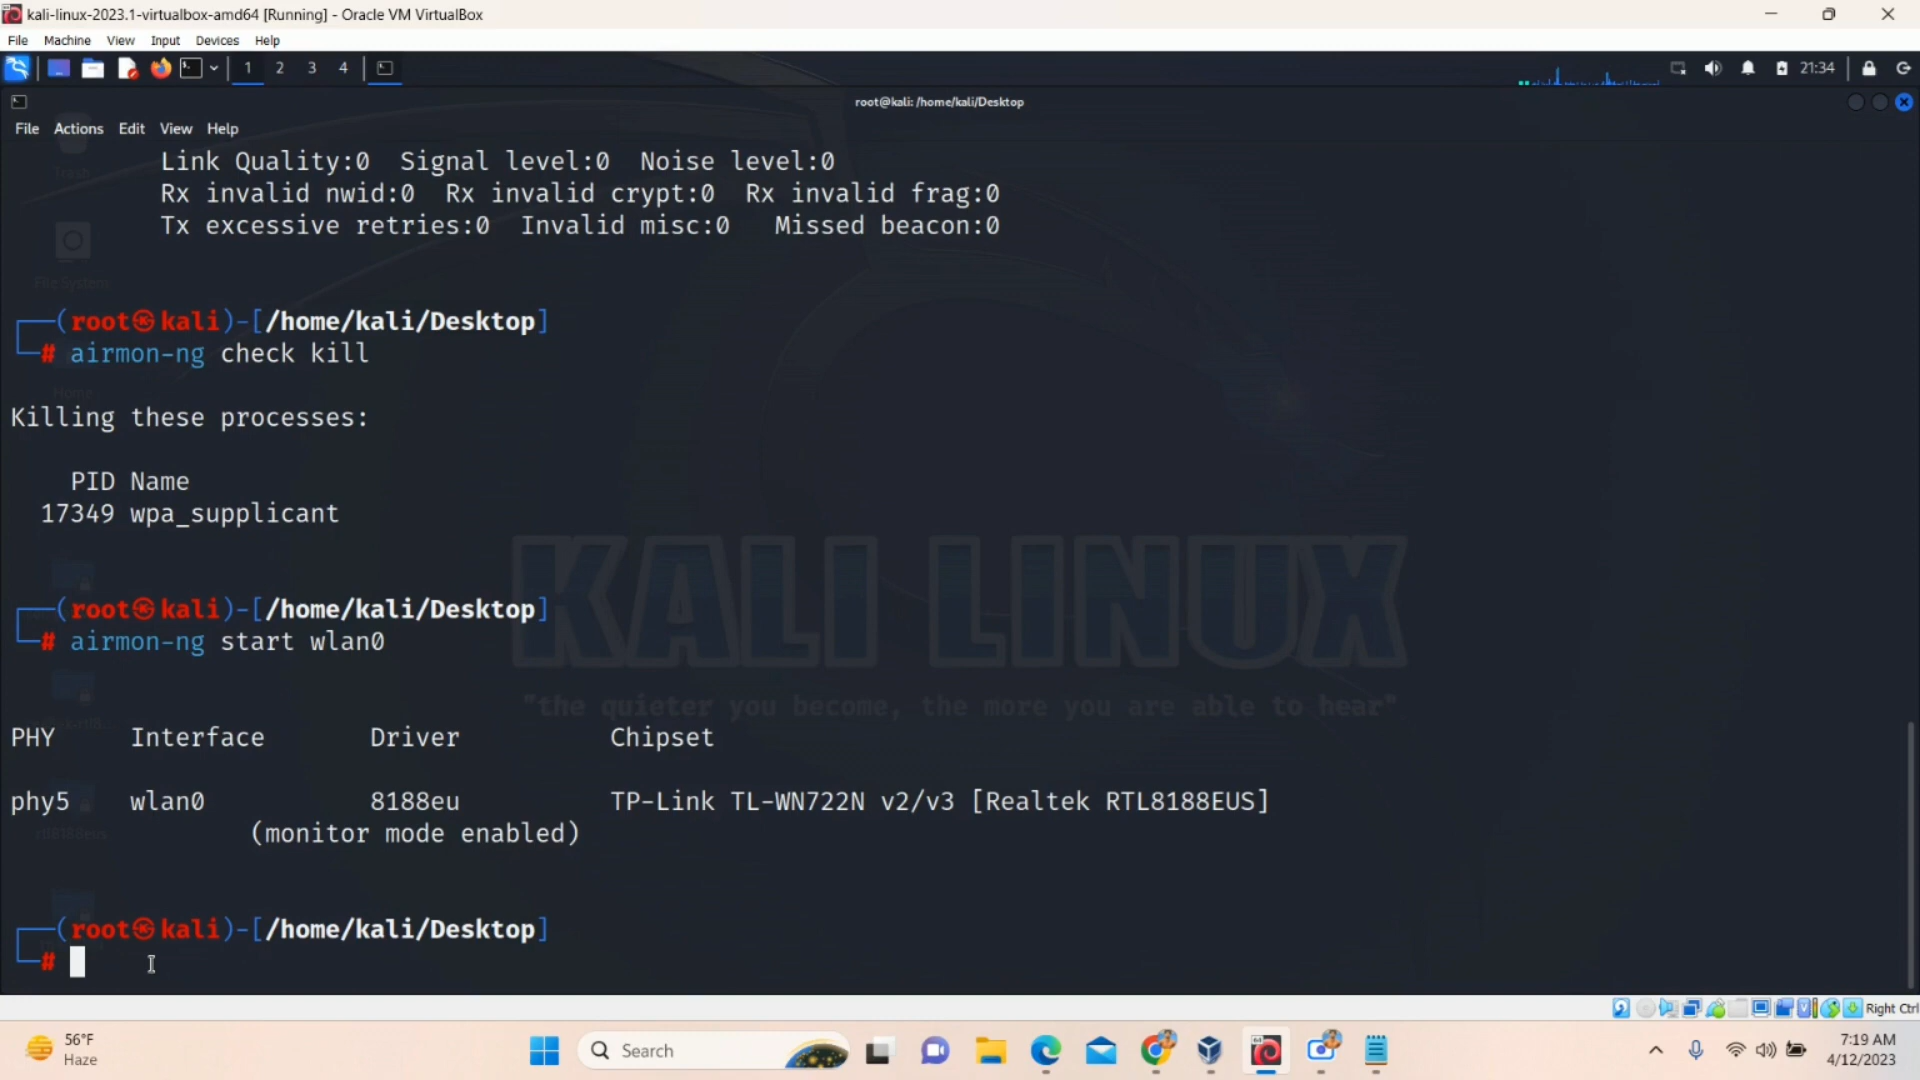 kali-linux-2023.1-virtualbox-amd64 [Running] - Oracle VM VirtualBox
File Machine View Input Devices Help
1 2 3 4 21:34
root@kali: /home/kali/Desktop
File Actions Edit View Help
Link Quality:0 Signal level:0 Noise level:0
Rx invalid nwid:0 Rx invalid crypt:0 Rx invalid frag:0
Tx excessive retries:0 Invalid misc:0 Missed beacon:0
Trash
File System
(root㉿kali)-[/home/kali/Desktop]
# airmon-ng check kill
Home
Killing these processes:
PID Name
17349 wpa_supplicant
KALI LINUX
(root㉿kali)-[/home/kali/Desktop]
# airmon-ng start wlan0
"the quieter you become, the more you are able to hear"
PHY Interface Driver Chipset
phy5 wlan0 8188eu TP-Link TL-WN722N v2/v3 [Realtek RTL8188EUS]
rtl8188eus
(monitor mode enabled)
(root㉿kali)-[/home/kali/Desktop]
#
Right Ctrl
56°F
Haze
Search
7:19 AM
4/12/2023